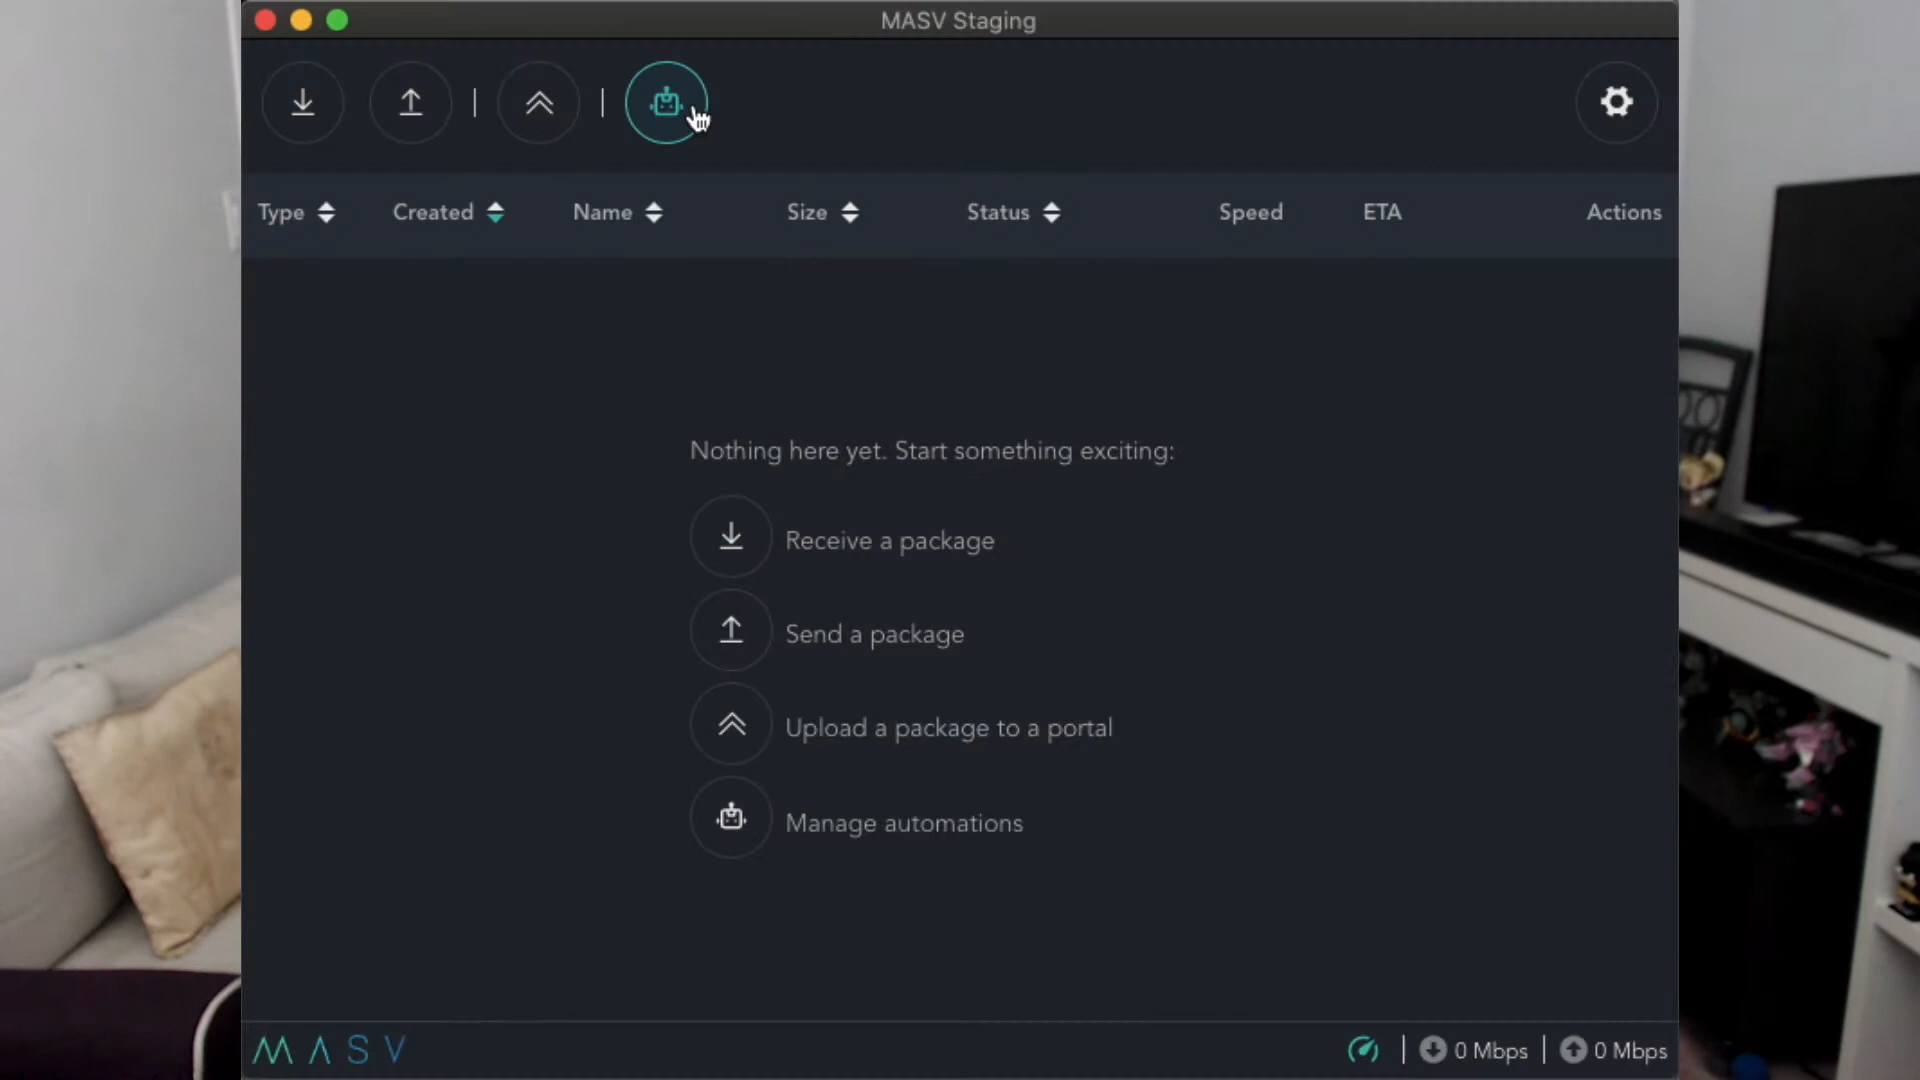 MASV Staging
Type Created Name Size Status Speed ETA Actions
Nothing here yet. Start something exciting:
Receive a package
Send a package
Upload a package to a portal
Manage automations
MASV 0 Mbps 0 Mbps